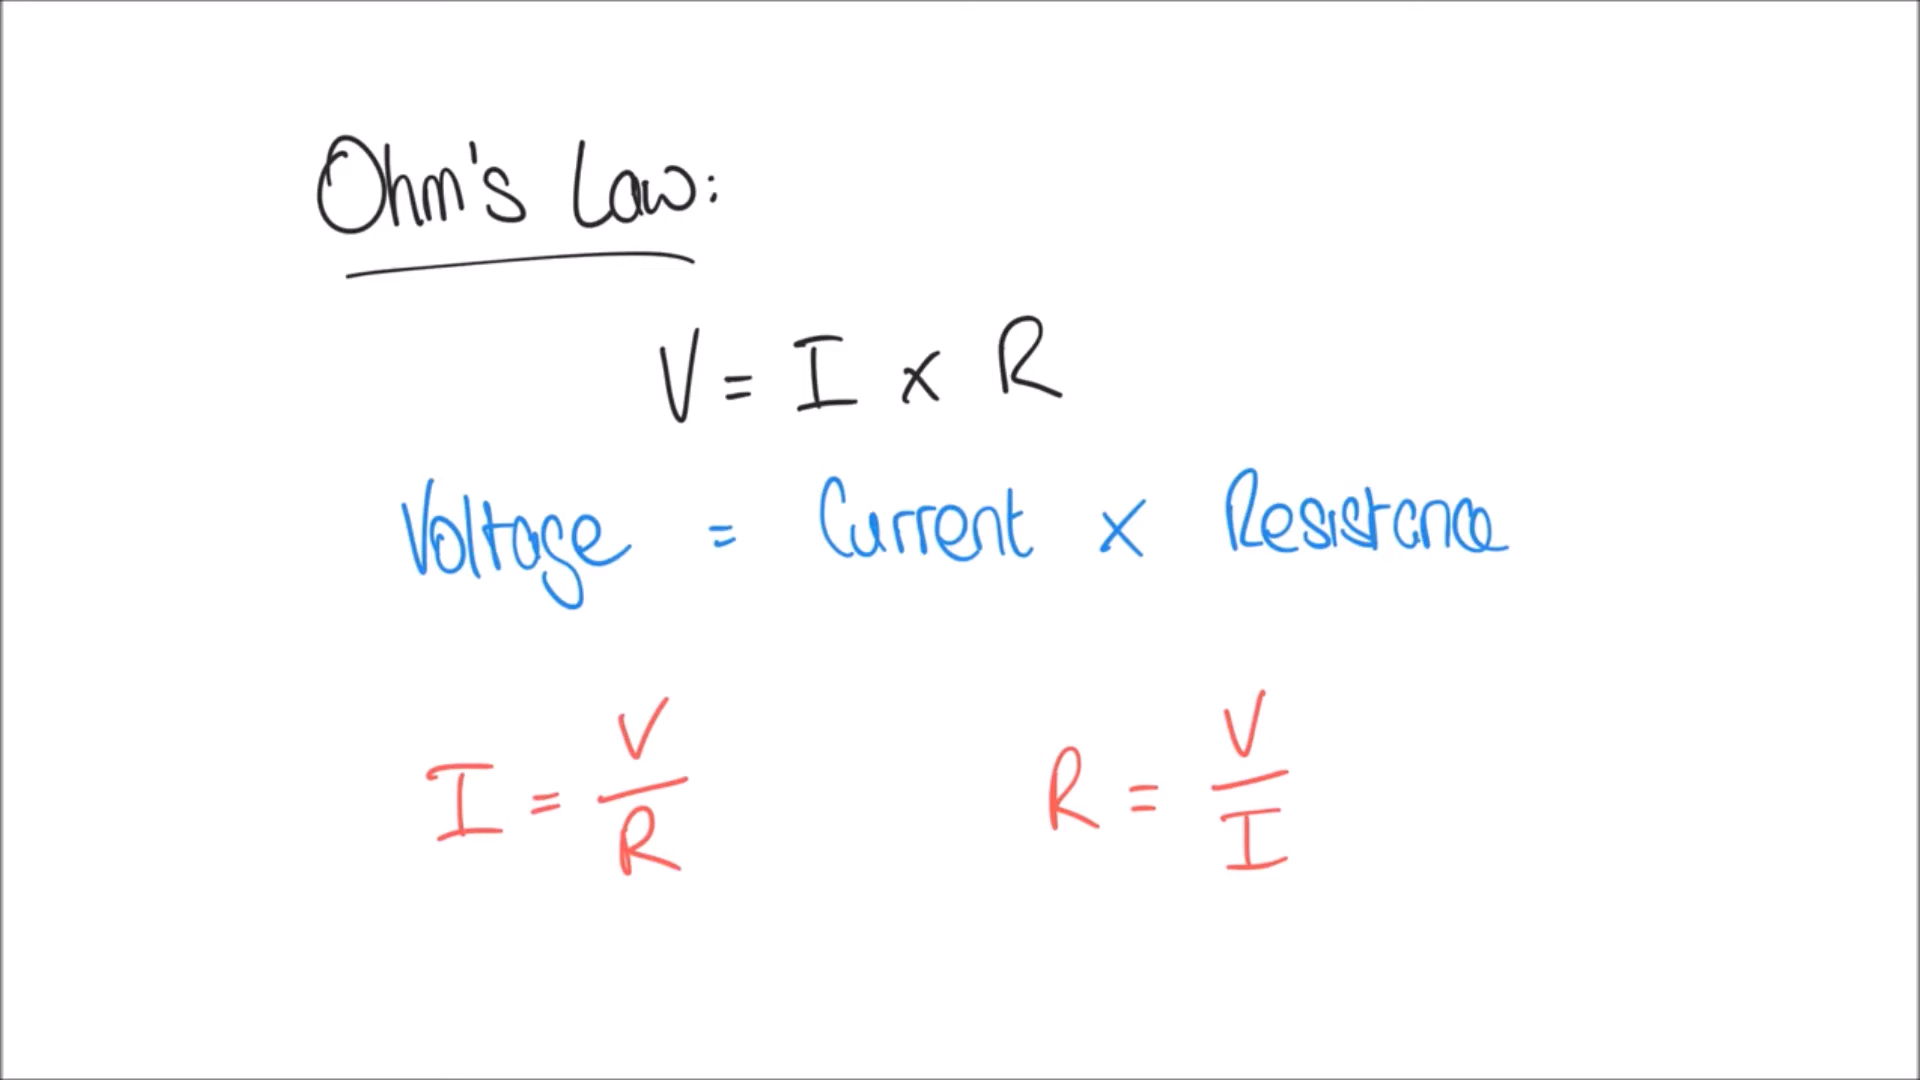 Ohm's Law:
V = I x R
Voltage = Current x Resistance
I = V/R    R = V/I